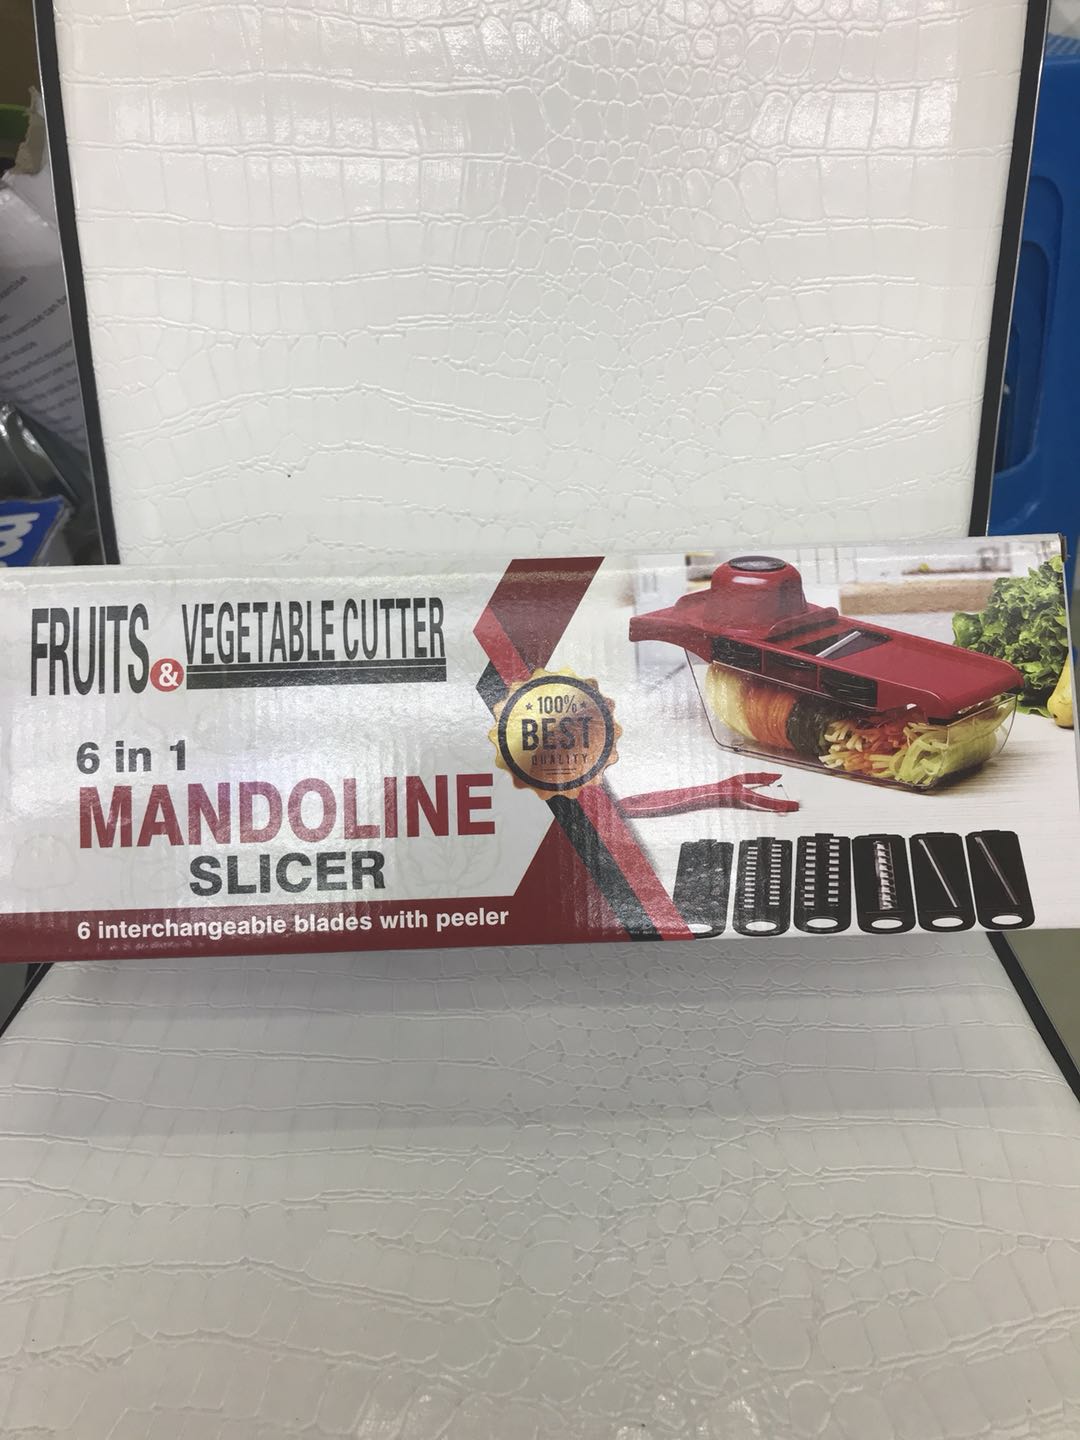 FRUITS & VEGETABLE CUTTER
6 in 1
MANDOLINE
SLICER
6 interchangeable blades with peeler
100%
BEST
QUALITY